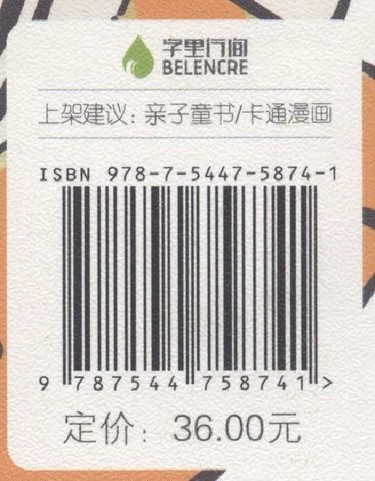 字里行间
BELENCRE
上架建议：亲子童书/卡通漫画
ISBN 978-7-5447-5874-1
9 787544 758741 >
定价：36.00元